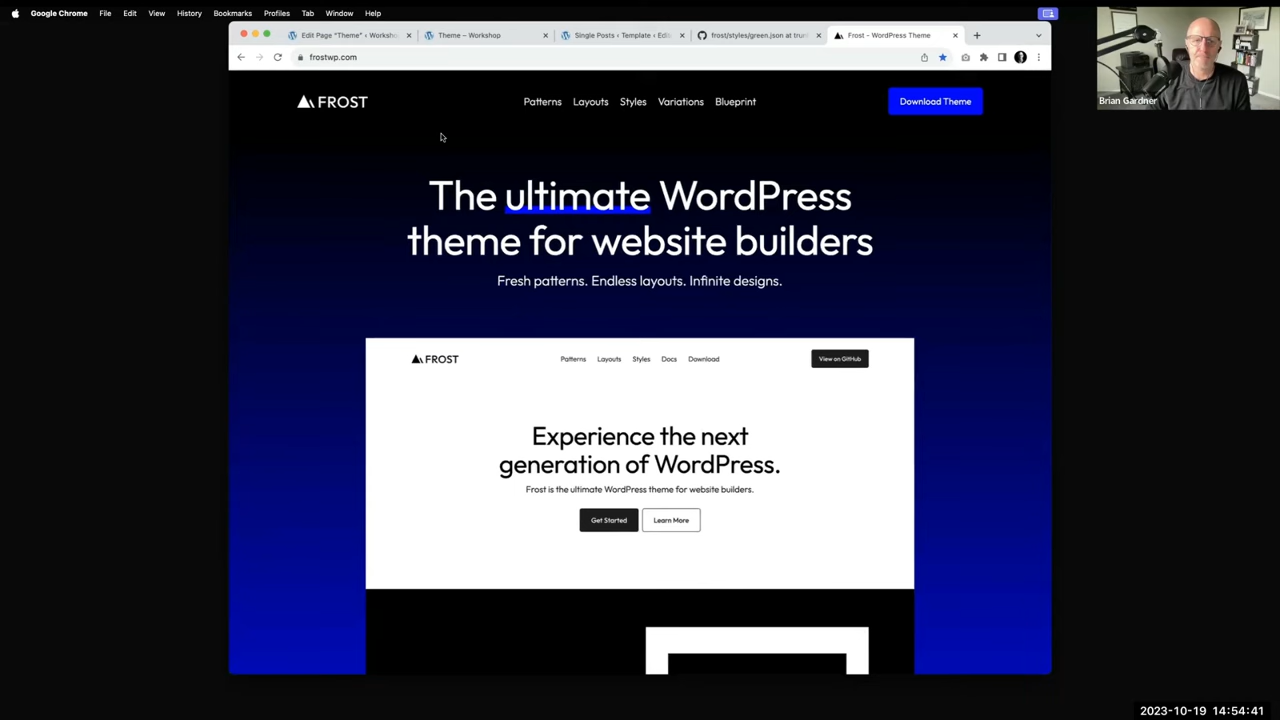 Google Chrome File Edit View History Bookmarks Profiles Tab Window Help
Edit Page "Theme" ‹ Worksho
Theme – Workshop
Single Posts ‹ Template ‹ Edit
frost/styles/green.json at trun
Frost - WordPress Theme
frostwp.com
FROST
Patterns Layouts Styles Variations Blueprint
Download Theme
The ultimate WordPress
theme for website builders
Fresh patterns. Endless layouts. Infinite designs.
FROST
Patterns Layouts Styles Docs Download
View on GitHub
Experience the next
generation of WordPress.
Frost is the ultimate WordPress theme for website builders.
Get Started Learn More
Brian Gardner
2023-10-19 14:54:41